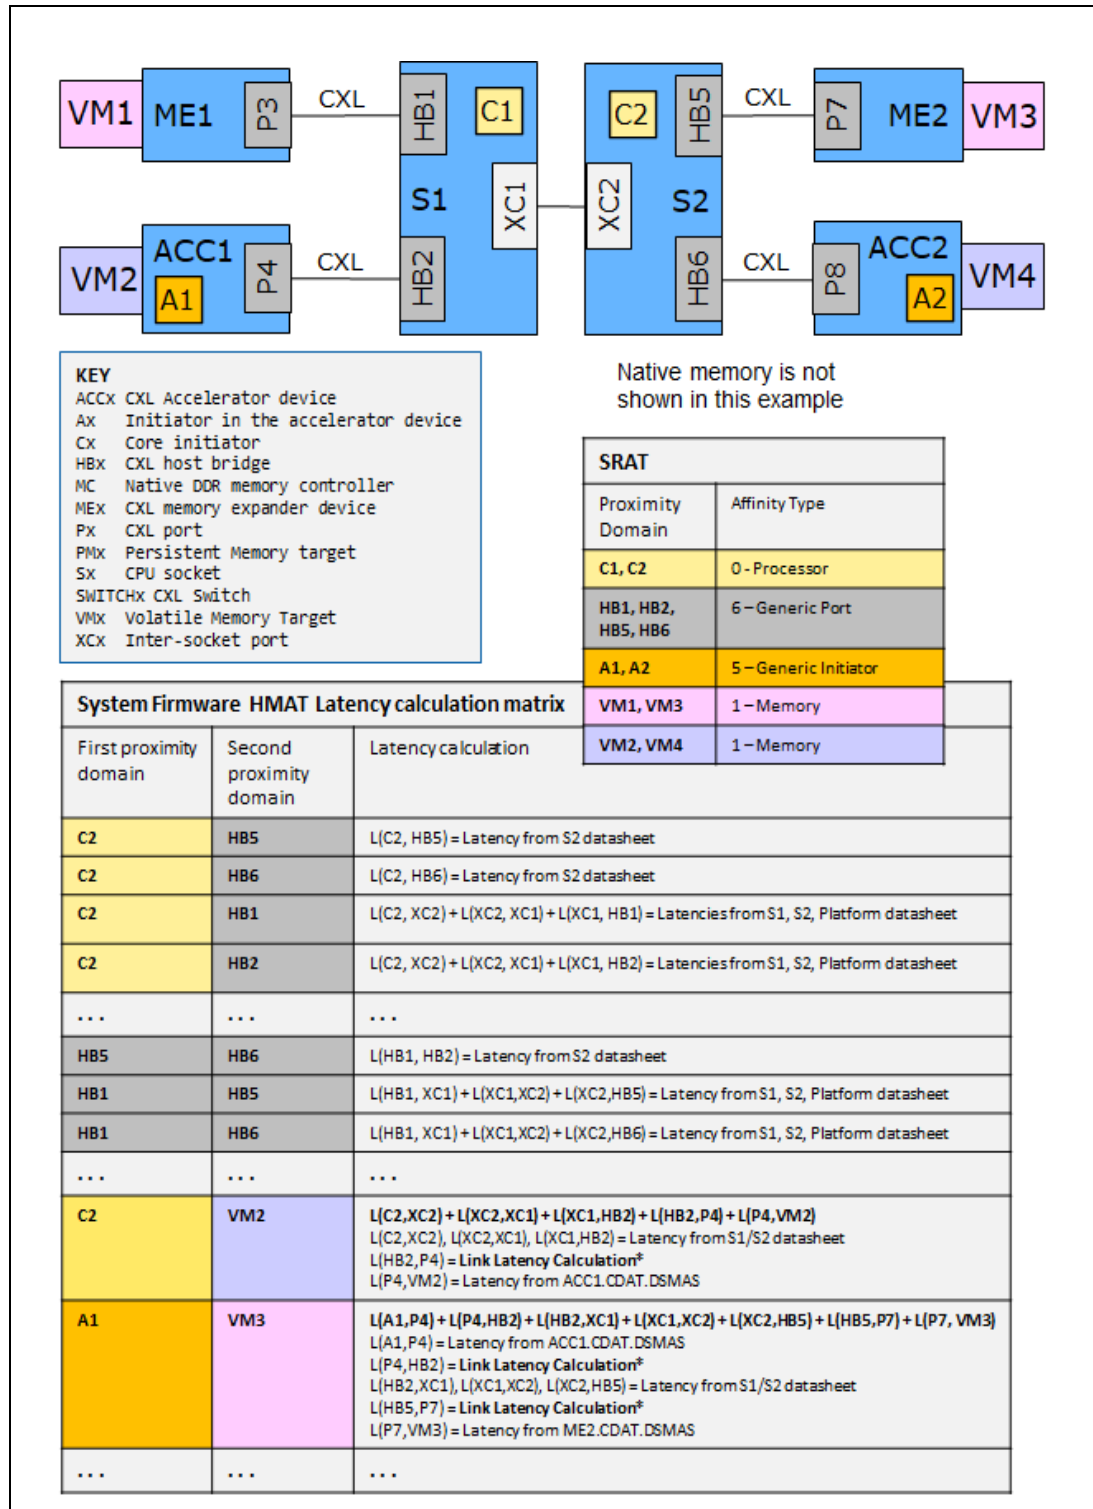 VM1 ME1 P3 CXL HB1 C1 C2 HB5 CXL P7 ME2 VM3
S1 XC1 XC2 S2
VM2 ACC1 A1 P4 CXL HB2 HB6 CXL P8 ACC2 A2 VM4
KEY
ACCx CXL Accelerator device
Ax Initiator in the accelerator device
Cx Core initiator
HBx CXL host bridge
MC Native DDR memory controller
MEx CXL memory expander device
Px CXL port
PMx Persistent Memory target
Sx CPU socket
SWITCHx CXL Switch
VMx Volatile Memory Target
XCx Inter-socket port
Native memory is not
shown in this example
SRAT
Proximity Affinity Type
Domain
C1, C2 0 - Processor
HB1, HB2, 6 – Generic Port
HB5, HB6
A1, A2 5 – Generic Initiator
VM1, VM3 1 – Memory
VM2, VM4 1 – Memory
System Firmware HMAT Latency calculation matrix
First proximity Second Latency calculation
domain proximity
domain
C2 HB5 L(C2, HB5) = Latency from S2 datasheet
C2 HB6 L(C2, HB6) = Latency from S2 datasheet
C2 HB1 L(C2, XC2) + L(XC2, XC1) + L(XC1, HB1) = Latencies from S1, S2, Platform datasheet
C2 HB2 L(C2, XC2) + L(XC2, XC1) + L(XC1, HB2) = Latencies from S1, S2, Platform datasheet
... ... ...
HB5 HB6 L(HB1, HB2) = Latency from S2 datasheet
HB1 HB5 L(HB1, XC1) + L(XC1,XC2) + L(XC2,HB5) = Latency from S1, S2, Platform datasheet
HB1 HB6 L(HB1, XC1) + L(XC1,XC2) + L(XC2,HB6) = Latency from S1, S2, Platform datasheet
... ... ...
C2 VM2 L(C2,XC2) + L(XC2,XC1) + L(XC1,HB2) + L(HB2,P4) + L(P4,VM2)
L(C2,XC2), L(XC2,XC1), L(XC1,HB2) = Latency from S1/S2 datasheet
L(HB2,P4) = Link Latency Calculation*
L(P4,VM2) = Latency from ACC1.CDAT.DSMAS
A1 VM3 L(A1,P4) + L(P4,HB2) + L(HB2,XC1) + L(XC1,XC2) + L(XC2,HB5) + L(HB5,P7) + L(P7, VM3)
L(A1,P4) = Latency from ACC1.CDAT.DSMAS
L(P4,HB2) = Link Latency Calculation*
L(HB2,XC1), L(XC1,XC2), L(XC2,HB5) = Latency from S1/S2 datasheet
L(HB5,P7) = Link Latency Calculation*
L(P7,VM3) = Latency from ME2.CDAT.DSMAS
... ... ...